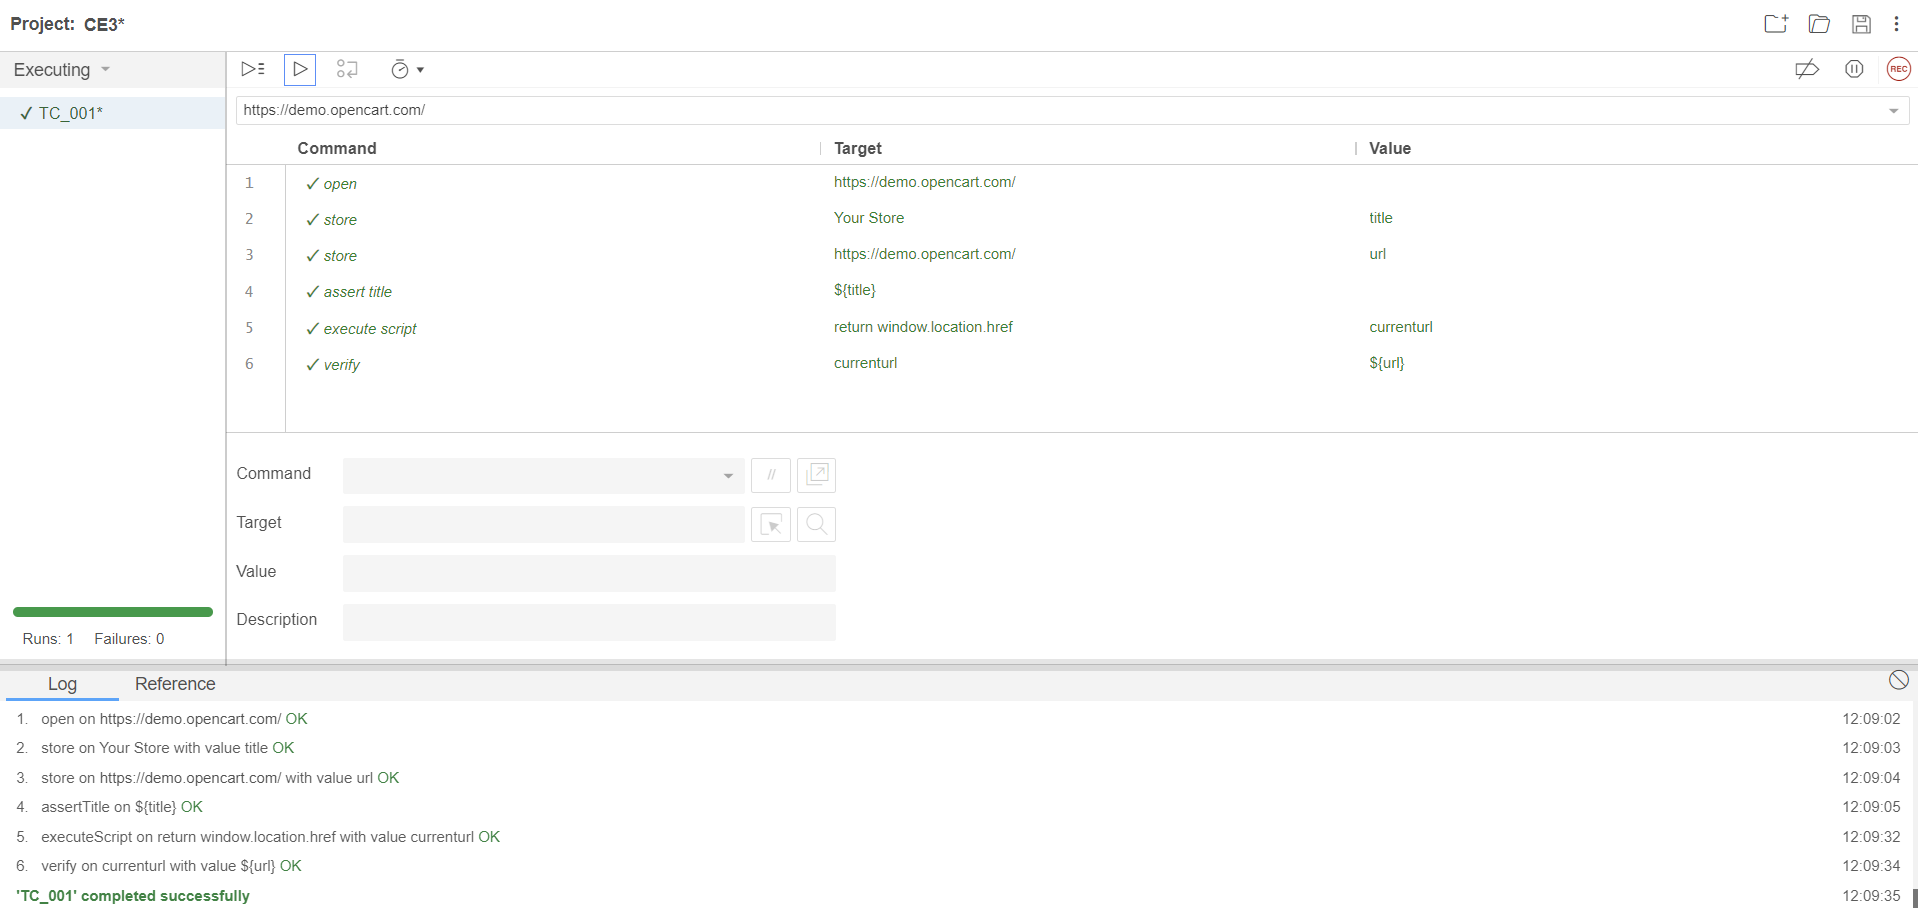 Project: CE3*
Executing
✓ TC_001*
https://demo.opencart.com/
REC
Command Target Value
1 ✓ open https://demo.opencart.com/
2 ✓ store Your Store title
3 ✓ store https://demo.opencart.com/ url
4 ✓ assert title ${title}
5 ✓ execute script return window.location.href currenturl
6 ✓ verify currenturl ${url}
Command //
Target
Value
Description
Runs: 1 Failures: 0
Log Reference
1. open on https://demo.opencart.com/ OK 12:09:02
2. store on Your Store with value title OK 12:09:03
3. store on https://demo.opencart.com/ with value url OK 12:09:04
4. assertTitle on ${title} OK 12:09:05
5. executeScript on return window.location.href with value currenturl OK 12:09:32
6. verify on currenturl with value ${url} OK 12:09:34
'TC_001' completed successfully 12:09:35